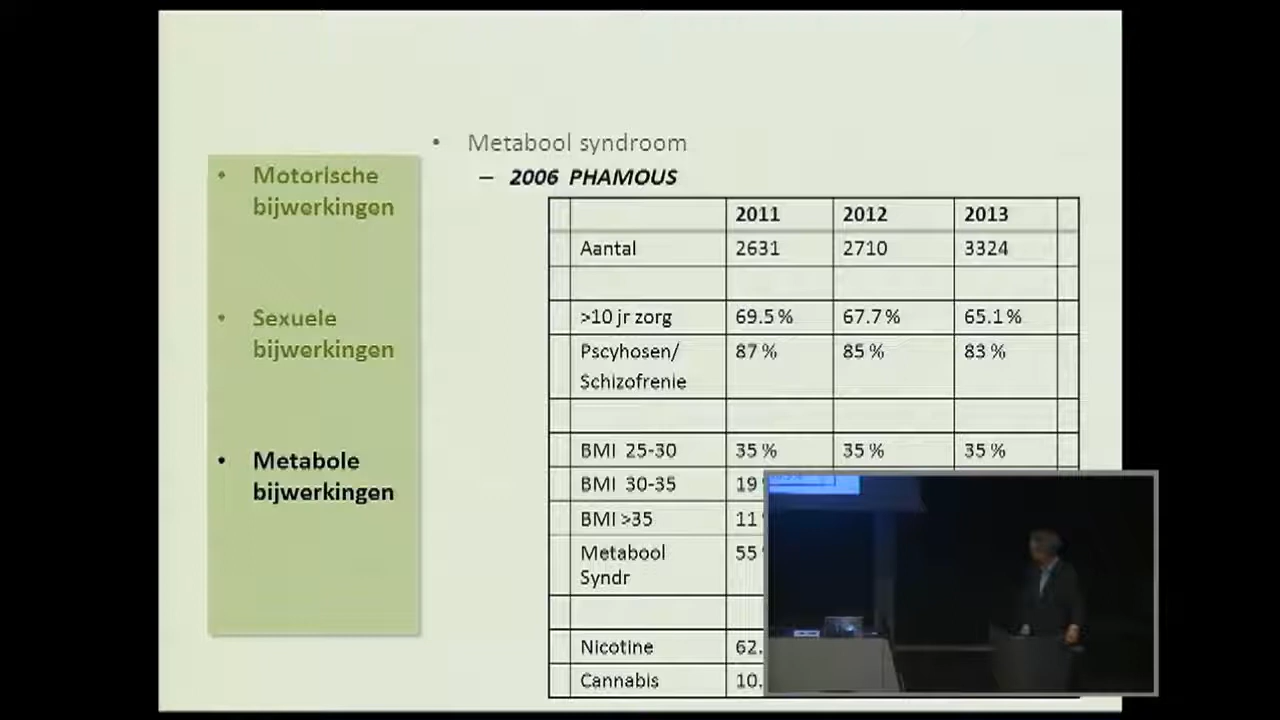 • Motorische
bijwerkingen
• Sexuele
bijwerkingen
• Metabole
bijwerkingen
• Metabool syndroom
– 2006 PHAMOUS
2011 2012 2013
Aantal 2631 2710 3324
>10 jr zorg 69.5% 67.7% 65.1%
Pscyhosen/ 87% 85% 83%
Schizofrenie
BMI 25-30 35% 35% 35%
BMI 30-35 19
BMI >35 11
Metabool 55
Syndr
Nicotine 62.
Cannabis 10.